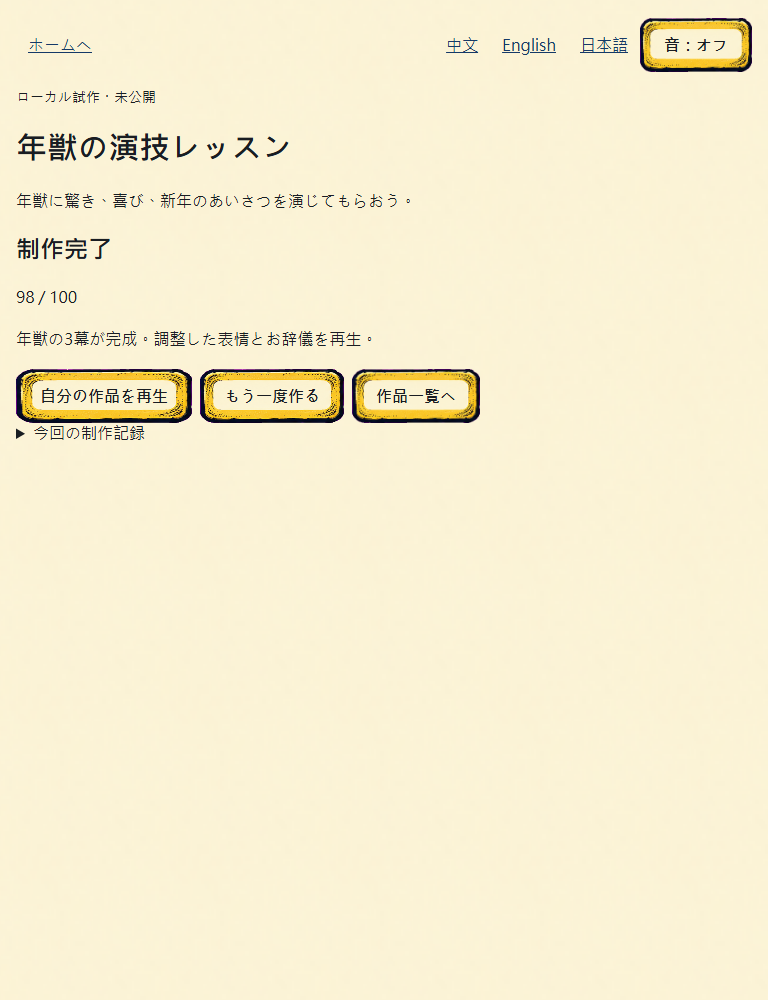 ホームへ 中文 English 日本語 音：オフ
ローカル試作・未公開
年獣の演技レッスン
年獣に驚き、喜び、新年のあいさつを演じてもらおう。
制作完了
98 / 100
年獣の3幕が完成。調整した表情とお辞儀を再生。
自分の作品を再生 もう一度作る 作品一覧へ
▶ 今回の制作記録